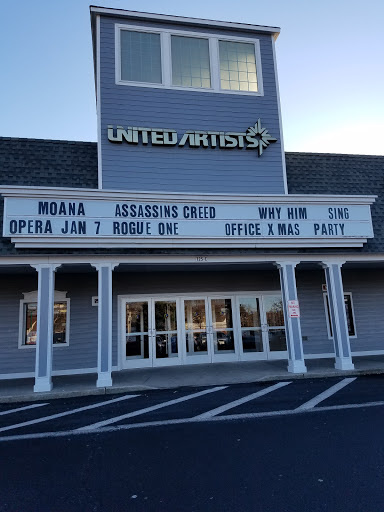 UNITED ARTISTS
MOANA ASSASSINS CREED WHY HIM SING
OPERA JAN 7 ROGUE ONE OFFICE X MAS PARTY